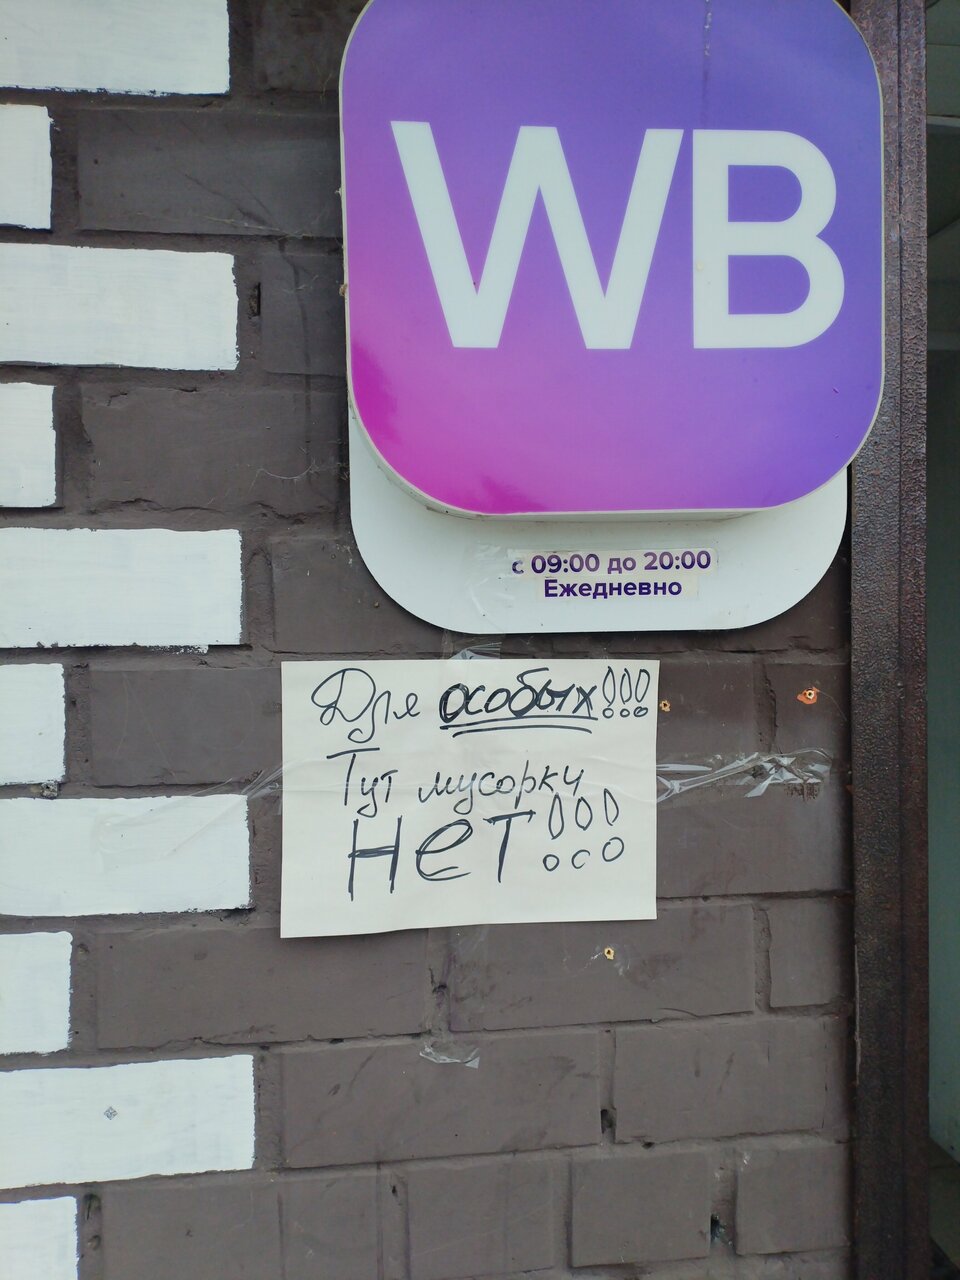 WB
с 09:00 до 20:00
Ежедневно
Для особых!!!
Тут мусорки
НЕТ!!!